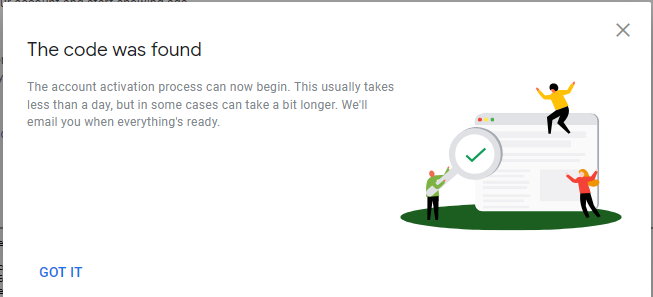 The code was found
The account activation process can now begin. This usually takes
less than a day, but in some cases can take a bit longer. We'll
email you when everything's ready.
GOT IT